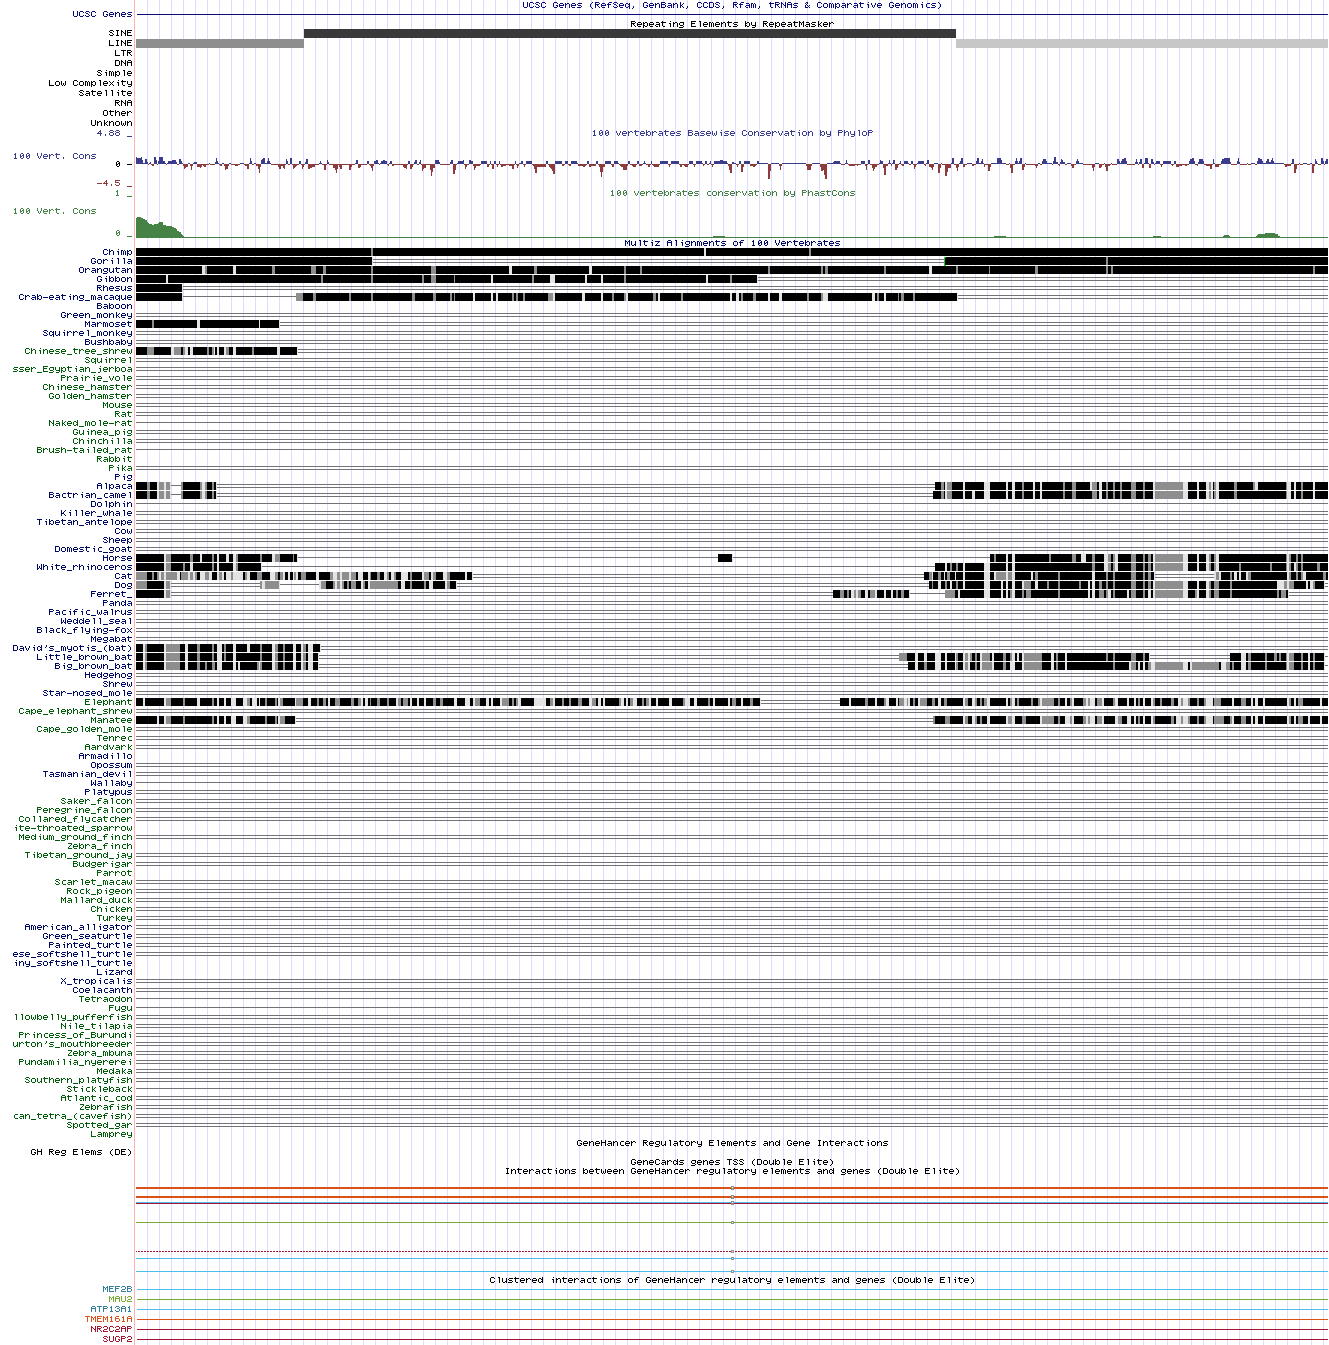 UCSC Genes (RefSeq, GenBank, CCDS, Rfam, tRNAs & Comparative Genomics)
UCSC Genes
Repeating Elements by RepeatMasker
SINE
LINE
LTR
DNA
Simple
Low Complexity
Satellite
RNA
Other
Unknown
4.88 _
100 vertebrates Basewise Conservation by PhyloP
100 Vert. Cons
0 _
-4.5 _
1 _
100 vertebrates conservation by PhastCons
100 Vert. Cons
0 _
Multiz Alignments of 100 Vertebrates
Chimp
Gorilla
Orangutan
Gibbon
Rhesus
Crab-eating_macaque
Baboon
Green_monkey
Marmoset
Squirrel_monkey
Bushbaby
Chinese_tree_shrew
Squirrel
sser_Egyptian_jerboa
Prairie_vole
Chinese_hamster
Golden_hamster
Mouse
Rat
Naked_mole-rat
Guinea_pig
Chinchilla
Brush-tailed_rat
Rabbit
Pika
Pig
Alpaca
Bactrian_camel
Dolphin
Killer_whale
Tibetan_antelope
Cow
Sheep
Domestic_goat
Horse
White_rhinoceros
Cat
Dog
Ferret_
Panda
Pacific_walrus
Weddell_seal
Black_flying-fox
Megabat
David's_myotis_(bat)
Little_brown_bat
Big_brown_bat
Hedgehog
Shrew
Star-nosed_mole
Elephant
Cape_elephant_shrew
Manatee
Cape_golden_mole
Tenrec
Aardvark
Armadillo
Opossum
Tasmanian_devil
Wallaby
Platypus
Saker_falcon
Peregrine_falcon
Collared_flycatcher
ite-throated_sparrow
Medium_ground_finch
Zebra_finch
Tibetan_ground_jay
Budgerigar
Parrot
Scarlet_macaw
Rock_pigeon
Mallard_duck
Chicken
Turkey
American_alligator
Green_seaturtle
Painted_turtle
ese_softshell_turtle
iny_softshell_turtle
Lizard
X_tropicalis
Coelacanth
Tetraodon
Fugu
llowbelly_pufferfish
Nile_tilapia
Princess_of_Burundi
urton's_mouthbreeder
Zebra_mbuna
Pundamilia_nyererei
Medaka
Southern_platyfish
Stickleback
Atlantic_cod
Zebrafish
can_tetra_(cavefish)
Spotted_gar
Lamprey
GeneHancer Regulatory Elements and Gene Interactions
GH Reg Elems (DE)
GeneCards genes TSS (Double Elite)
Interactions between GeneHancer regulatory elements and genes (Double Elite)
Clustered interactions of GeneHancer regulatory elements and genes (Double Elite)
MEF2B
MAU2
ATP13A1
TMEM161A
NR2C2AP
SUGP2